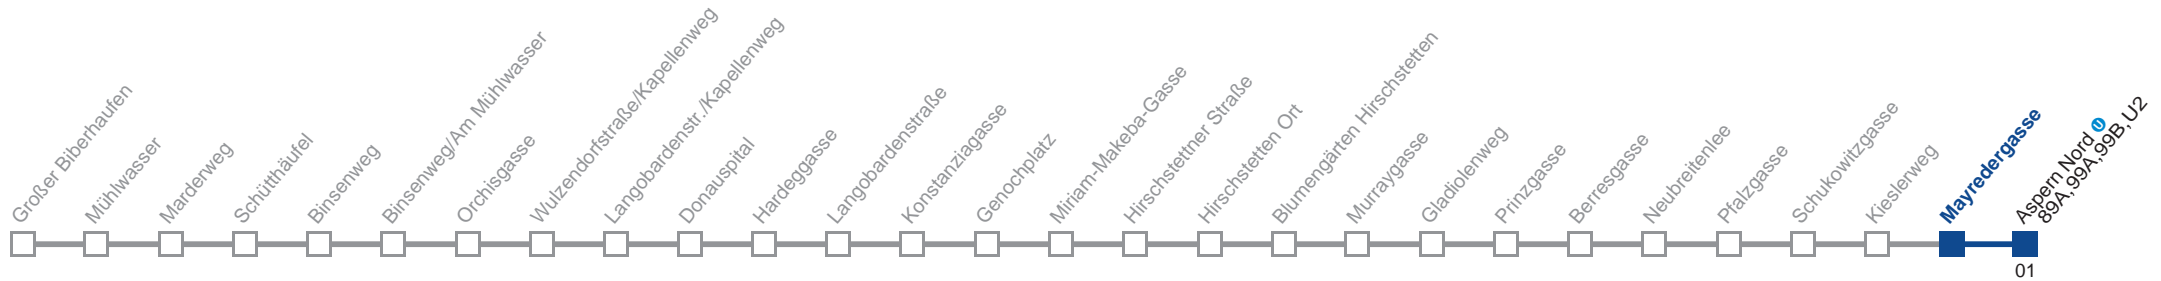 Großer Biberhaufen
Mühlwasser
Marderweg
Schütthäufel
Binsenweg
Binsenweg/Am Mühlwasser
Orchisgasse
Wulzendorfstraße/Kapellenweg
Langobardenstr./Kapellenweg
Donauspital
Hardeggasse
Langobardenstraße
Konstanziagasse
Genochplatz
Miriam-Makeba-Gasse
Hirschstettner Straße
Hirschstetten Ort
Blumengärten Hirschstetten
Murraygasse
Gladiolenweg
Prinzgasse
Berresgasse
Neubreitenlee
Pfalzgasse
Schukowitzgasse
Kieslerweg
Mayredergasse
Aspern Nord U
89A,99A,99B,U2
01